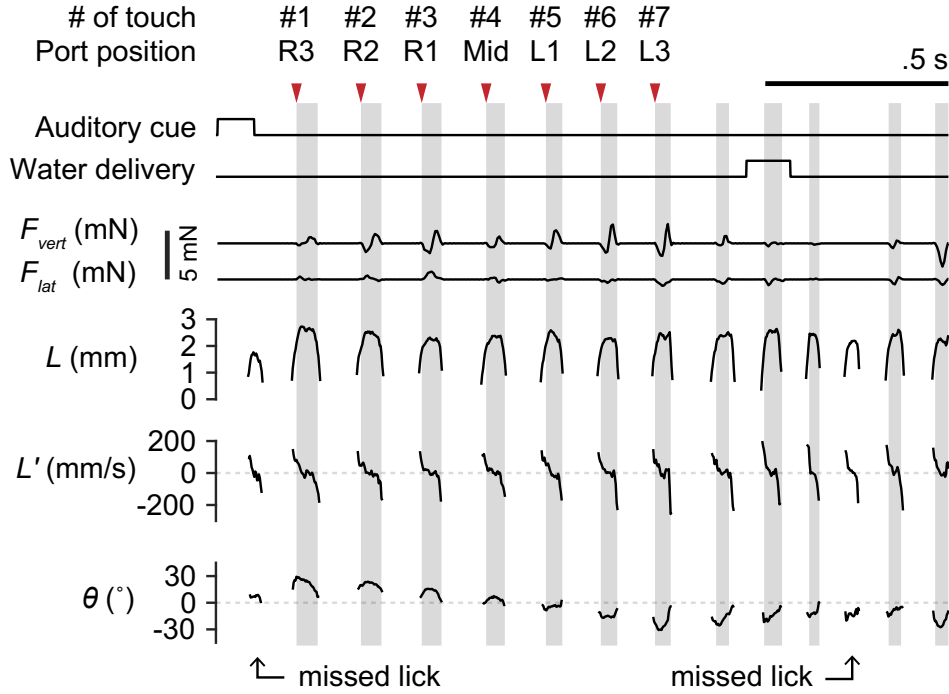 # of touch #1 #2 #3 #4 #5 #6 #7
Port position R3 R2 R1 Mid L1 L2 L3
.5 s
Auditory cue
Water delivery
Fvert (mN)
5 mN
Flat (mN)
3
2
1
0
L (mm)
200
0
-200
L' (mm/s)
30
0
-30
θ (°)
missed lick missed lick